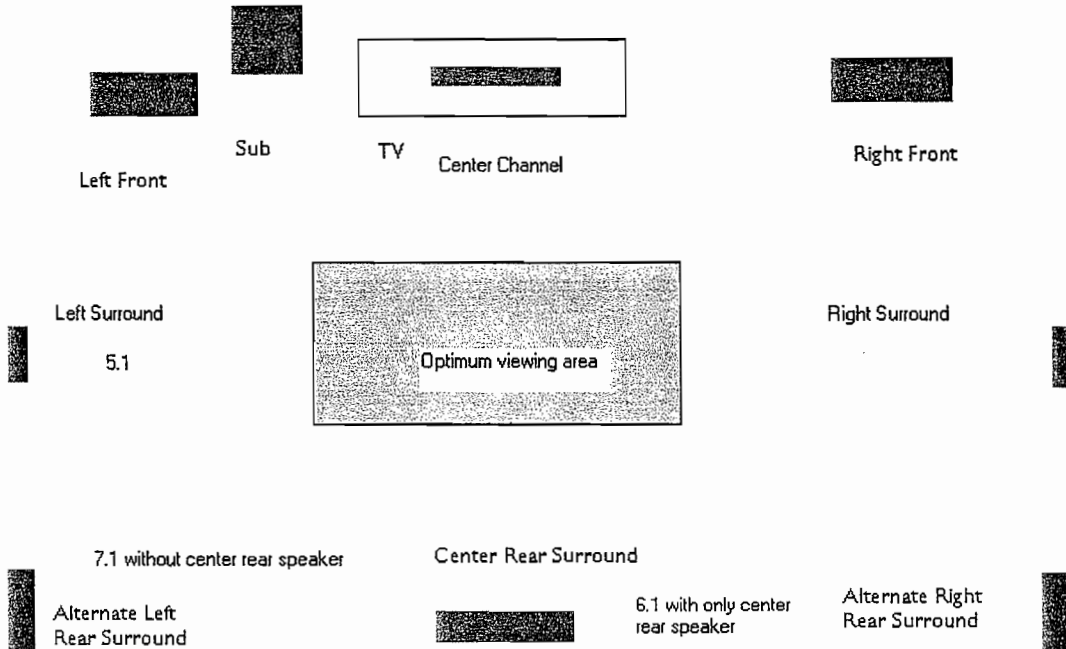 Sub
TV
Center Channel
Right Front
Left Front
Left Surround
Right Surround
5.1
Optimum viewing area
7.1 without center rear speaker
Center Rear Surround
Alternate Left
Rear Surround
6.1 with only center
rear speaker
Alternate Right
Rear Surround